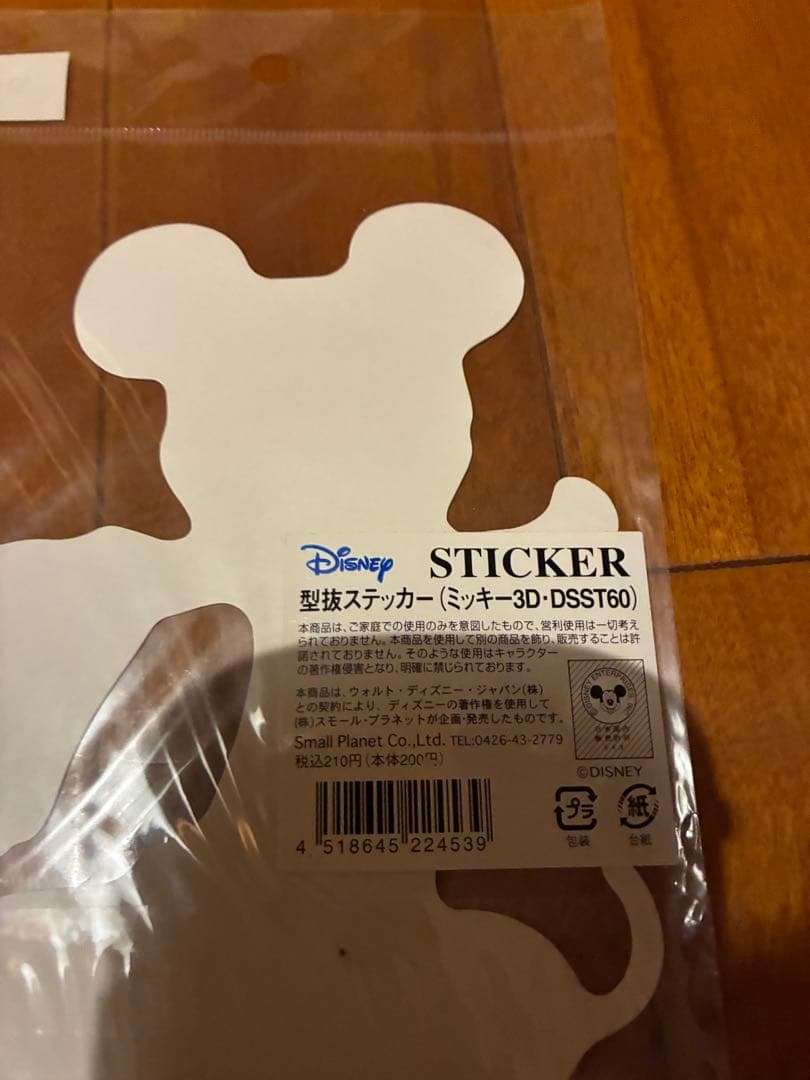 Disney STICKER
型抜ステッカー(ミッキー3D・DSST60)
本商品は、ご家庭での使用のみを意図したもので、営利使用は一切考え
られておりません。本商品を使用して別の商品を飾り、販売することは許
諾されておりません。そのような使用はキャラクター
の著作権侵害となり、明確に禁じられております。
本商品は、ウォルト・ディズニー・ジャパン(株)
との契約により、ディズニーの著作権を使用して
(株)スモール・プラネットが企画・発売したものです。
Small Planet Co.,Ltd. TEL:0426-43-2779
税込210円(本体200円)
DISNEY ENTERPRISES
©DISNEY
プラ
包装
紙
台紙
4 518645 224539